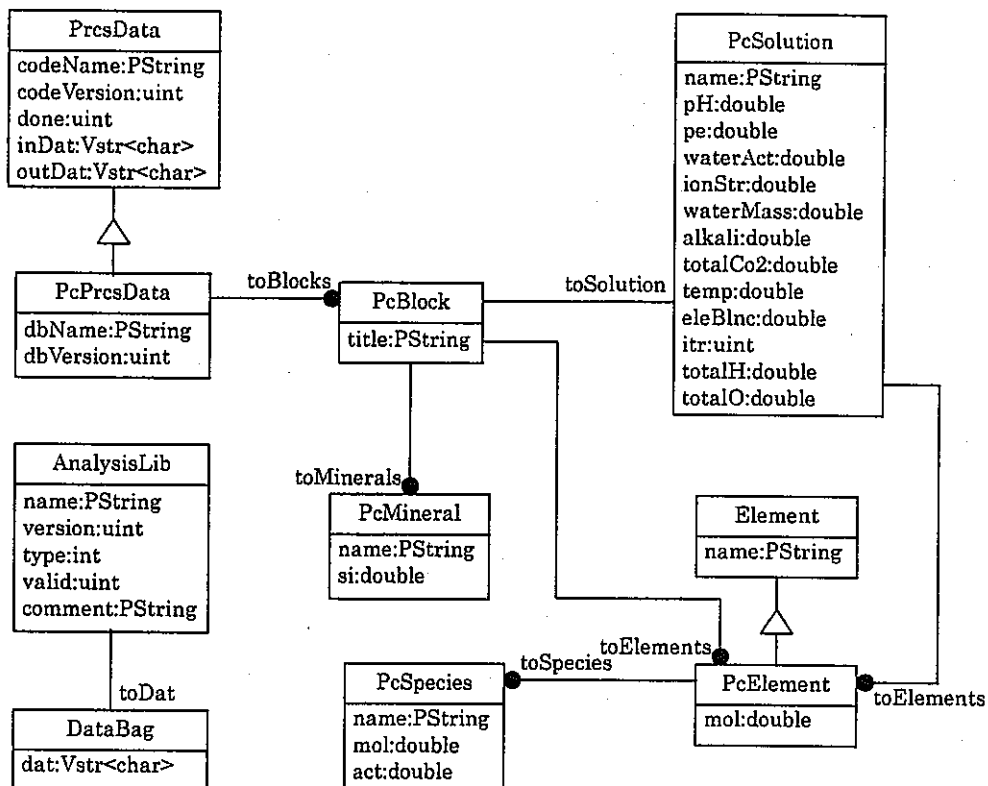 PrcsData
codeName:PString
codeVersion:uint
done:uint
inDat:Vstr<char>
outDat:Vstr<char>
PcSolution
name:PString
pH:double
pe:double
waterAct:double
ionStr:double
waterMass:double
alkali:double
totalCo2:double
temp:double
eleBlnc:double
itr:uint
totalH:double
totalO:double
PcPrcsData
dbName:PString
dbVersion:uint
toBlocks
PcBlock
title:PString
toSolution
AnalysisLib
name:PString
version:uint
type:int
valid:uint
comment:PString
toMinerals
PcMineral
name:PString
si:double
Element
name:PString
toDat
DataBag
dat:Vstr<char>
PcSpecies
name:PString
mol:double
act:double
toSpecies
toElements
PcElement
mol:double
toElements